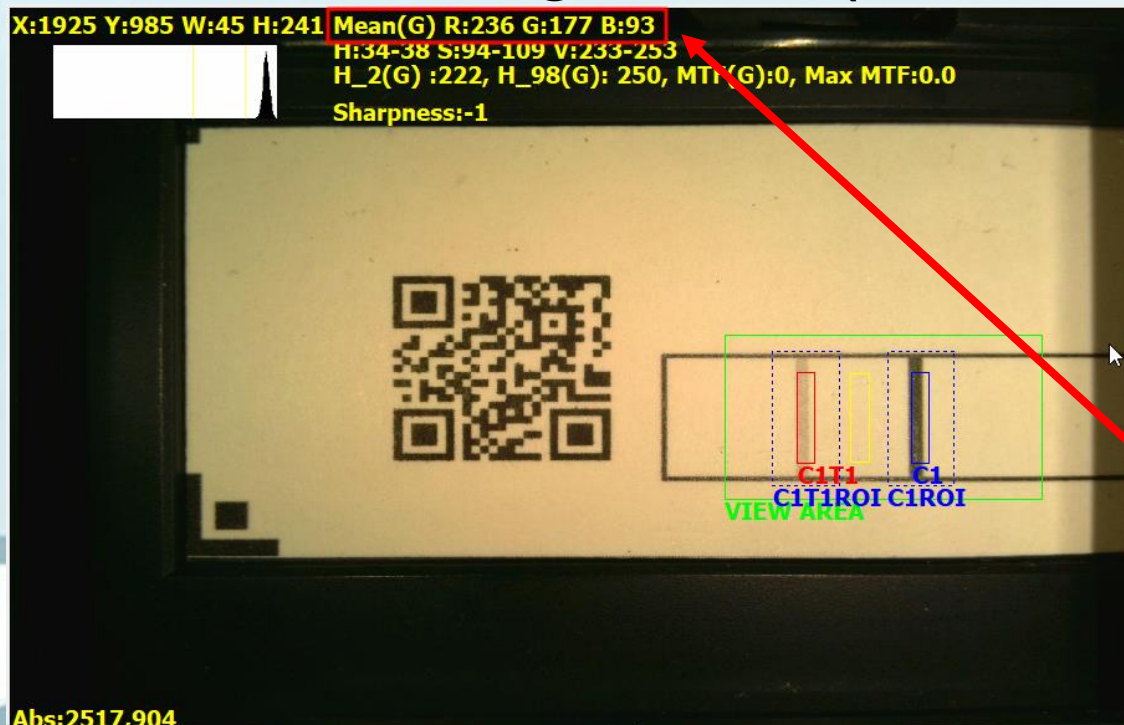 X:1925 Y:985 W:45 H:241 Mean(G) R:236 G:177 B:93
H:34-38 S:94-109 V:233-253
H_2(G) :222, H_98(G): 250, MTF(G):0, Max MTF:0.0
Sharpness:-1
C1T1 C1
C1T1ROI C1ROI
VIEW AREA
Abs:2517,904